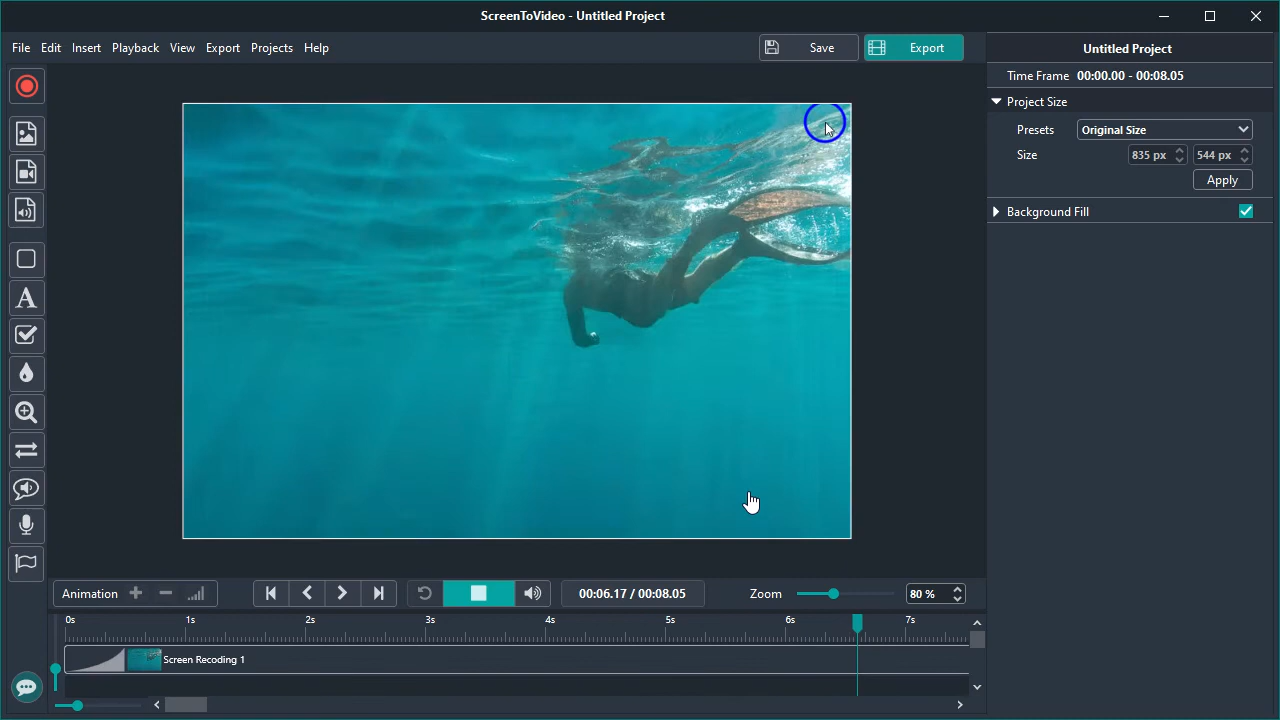 ScreenToVideo - Untitled Project
File Edit Insert Playback View Export Projects Help
Save
Export
Untitled Project
Time Frame 00:00.00 - 00:08.05
Project Size
Presets Original Size
Size 835 px 544 px
Apply
Background Fill
A
Animation
00:06.17 / 00:08.05
Zoom
80 %
0s 1s 2s 3s 4s 5s 6s 7s
Screen Recoding 1